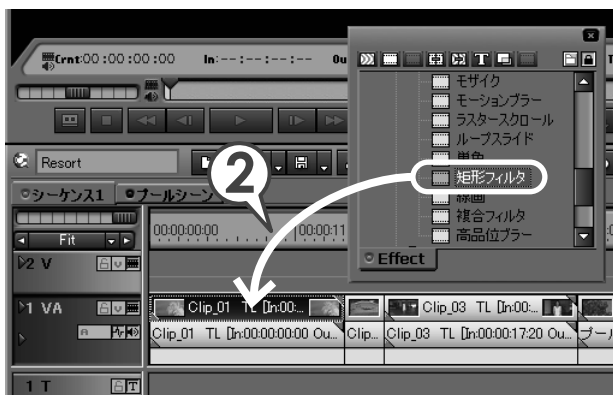 Crnt:00:00:00:00 In:--:--:--:-- Ou
モザイク
モーションブラー
ラスタースクロール
ループスライド
単色
矩形フィルタ
線画
複合フィルタ
高品位ブラー
Effect
Resort
2
シーケンス1 プールシーン
Fit
00:00:00:00 00:00:11
2 V
1 VA
Clip_01 TL [In:00:... Clip_03 TL [In:00:...
Clip_01 TL [In:00:00:00:00 Ou... Clip... Clip_03 TL [In:00:00:17:20 Ou... プー
1 T